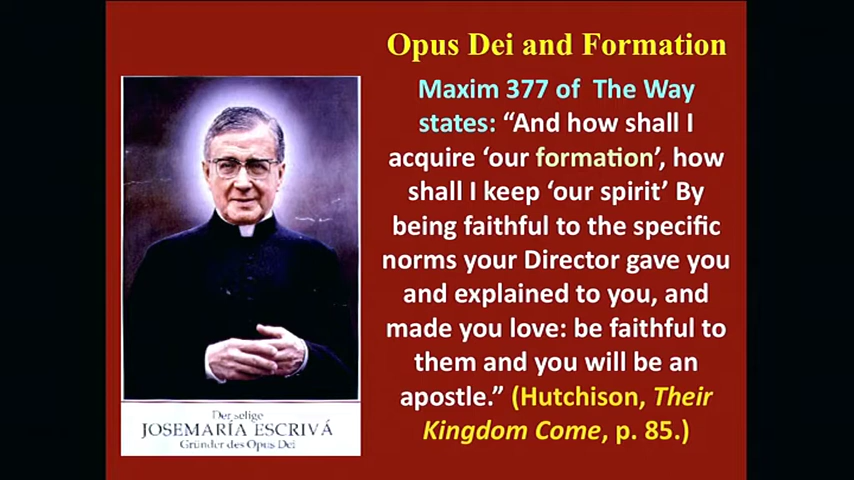 Opus Dei and Formation
Maxim 377 of The Way
states: “And how shall I
acquire ‘our formation’, how
shall I keep ‘our spirit’ By
being faithful to the specific
norms your Director gave you
and explained to you, and
made you love: be faithful to
them and you will be an
apostle.” (Hutchison, Their
Kingdom Come, p. 85.)
Der selige
JOSEMARÍA ESCRIVÁ
Gründer des Opus Dei